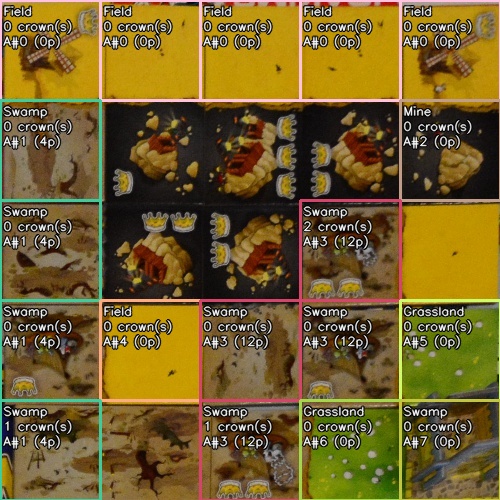 Field
0 crown(s)
A#0 (0p)
Field
0 crown(s)
A#0 (0p)
Field
0 crown(s)
A#0 (0p)
Field
0 crown(s)
A#0 (0p)
Field
0 crown(s)
A#0 (0p)
Swamp
0 crown(s)
A#1 (4p)
Mine
0 crown(s)
A#2 (0p)
Swamp
0 crown(s)
A#1 (4p)
Swamp
2 crown(s)
A#3 (12p)
Swamp
0 crown(s)
A#1 (4p)
Field
0 crown(s)
A#4 (0p)
Swamp
0 crown(s)
A#3 (12p)
Swamp
0 crown(s)
A#3 (12p)
Grassland
0 crown(s)
A#5 (0p)
Swamp
1 crown(s)
A#1 (4p)
Swamp
1 crown(s)
A#3 (12p)
Grassland
0 crown(s)
A#6 (0p)
Swamp
0 crown(s)
A#7 (0p)